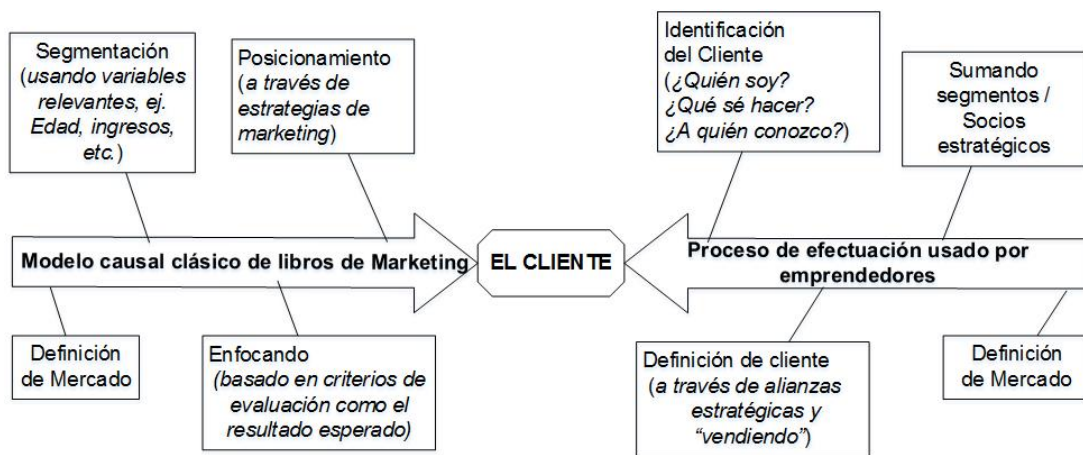 Segmentación
(usando variables
relevantes, ej.
Edad, ingresos,
etc.)
Posicionamiento
(a través de
estrategias de
marketing)
Identificación
del Cliente
(¿Quién soy?
¿Qué sé hacer?
¿A quién conozco?)
Sumando
segmentos /
Socios
estratégicos
Modelo causal clásico de libros de Marketing
EL CLIENTE
Proceso de efectuación usado por
emprendedores
Definición
de Mercado
Enfocando
(basado en criterios de
evaluación como el
resultado esperado)
Definición de cliente
(a través de alianzas
estratégicas y
“vendiendo”)
Definición
de Mercado